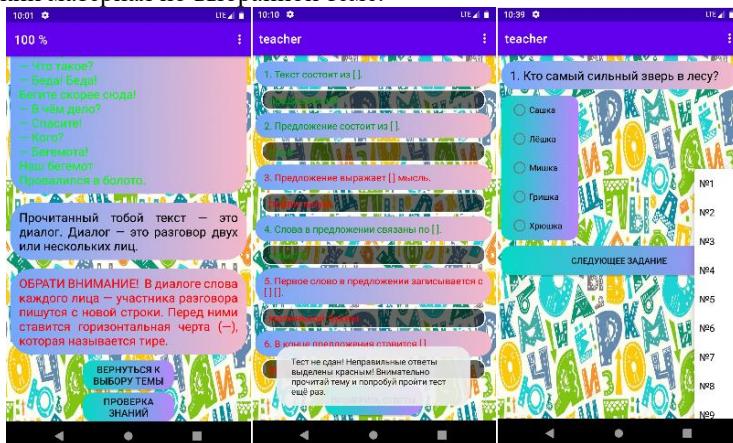 10:01 LTE
100 %
– Что такое?
– Беда! Беда!
Бегите скорее сюда!
– В чём дело?
– Спасите!
– Кого?
– Бегемота!
Наш бегемот
Провалился в болото.
Прочитанный тобой текст – это
диалог. Диалог – это разговор двух
или нескольких лиц.
ОБРАТИ ВНИМАНИЕ! В диалоге слова
каждого лица – участника разговора
пишутся с новой строки. Перед ними
ставится горизонтальная черта (–),
которая называется тире.
ВЕРНУТЬСЯ К
ВЫБОРУ ТЕМЫ
ПРОВЕРКА
ЗНАНИЙ
10:10 LTE
teacher
1. Текст состоит из [ ].
2. Предложение состоит из [ ].
3. Предложение выражает [ ] мысль.
4. Слова в предложении связаны по [ ].
5. Первое слово в предложении записывается с
[ ] [ ].
6. В конце предложения ставится [ ]
Тест не сдан! Неправильные ответы
выделены красным! Внимательно
прочитай тему и попробуй пройти тест
ещё раз.
10:39 LTE
teacher
1. Кто самый сильный зверь в лесу?
Сашка
Лёшка
Мишка
Гришка
Хрюшка
СЛЕДУЮЩЕЕ ЗАДАНИЕ
№1
№2
№3
№4
№5
№6
№7
№8
№9